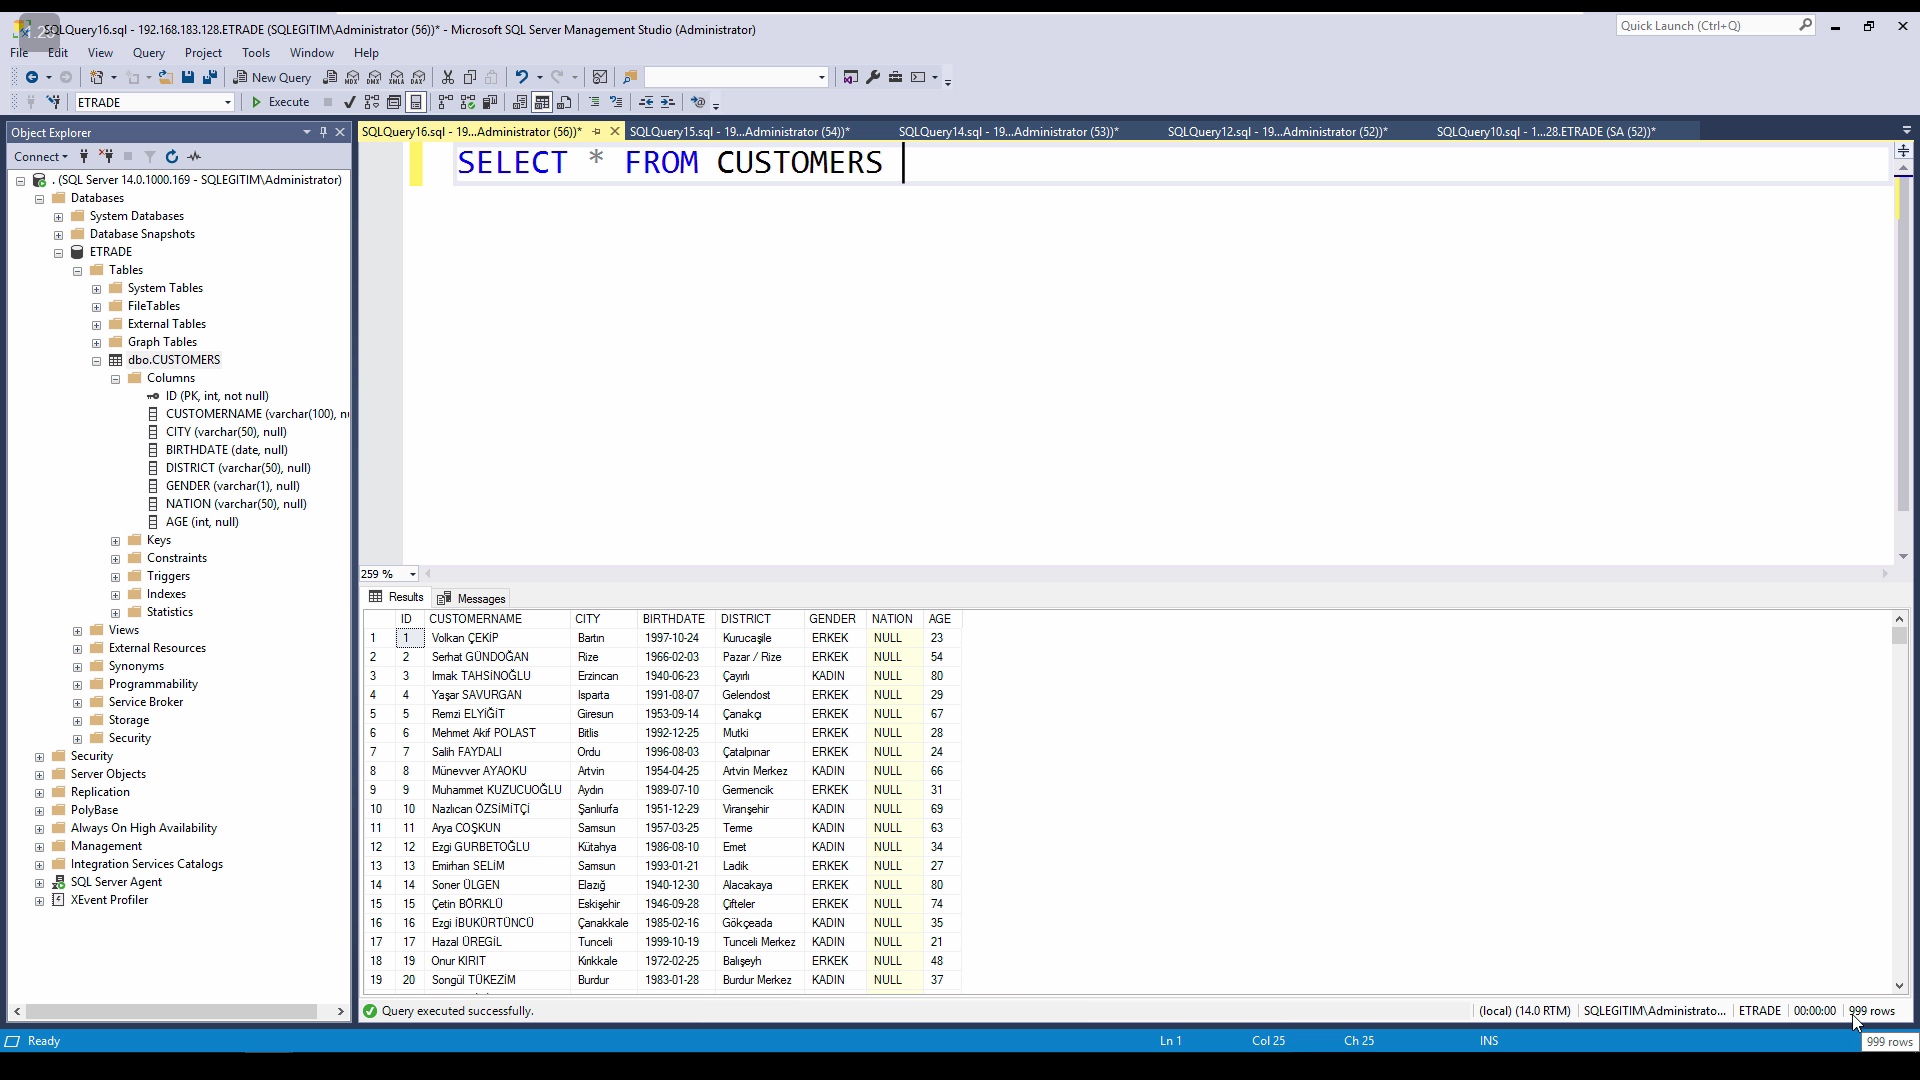 1.25
SQLQuery16.sql - 192.168.183.128.ETRADE (SQLEGITIM\Administrator (56))* - Microsoft SQL Server Management Studio (Administrator)
Quick Launch (Ctrl+Q)
File Edit View Query Project Tools Window Help
New Query
ETRADE Execute
Object Explorer
SQLQuery16.sql - 19...Administrator (56))* SQLQuery15.sql - 19...Administrator (54))* SQLQuery14.sql - 19...Administrator (53))* SQLQuery12.sql - 19...Administrator (52))* SQLQuery10.sql - 1...28.ETRADE (SA (52))*
Connect
SELECT * FROM CUSTOMERS
. (SQL Server 14.0.1000.169 - SQLEGITIM\Administrator)
Databases
System Databases
Database Snapshots
ETRADE
Tables
System Tables
FileTables
External Tables
Graph Tables
dbo.CUSTOMERS
Columns
ID (PK, int, not null)
CUSTOMERNAME (varchar(100), nu
CITY (varchar(50), null)
BIRTHDATE (date, null)
DISTRICT (varchar(50), null)
GENDER (varchar(1), null)
NATION (varchar(50), null)
AGE (int, null)
Keys
Constraints
Triggers
Indexes
Statistics
Views
External Resources
Synonyms
Programmability
Service Broker
Storage
Security
Security
Server Objects
Replication
PolyBase
Always On High Availability
Management
Integration Services Catalogs
SQL Server Agent
XEvent Profiler
259 %
Results Messages
ID CUSTOMERNAME CITY BIRTHDATE DISTRICT GENDER NATION AGE
1 1 Volkan ÇEKİP Bartın 1997-10-24 Kurucaşile ERKEK NULL 23
2 2 Serhat GÜNDOĞAN Rize 1966-02-03 Pazar / Rize ERKEK NULL 54
3 3 Irmak TAHSİNOĞLU Erzincan 1940-06-23 Çayırlı KADIN NULL 80
4 4 Yaşar SAVURGAN Isparta 1991-08-07 Gelendost ERKEK NULL 29
5 5 Remzi ELYİĞİT Giresun 1953-09-14 Çanakçı ERKEK NULL 67
6 6 Mehmet Akif POLAST Bitlis 1992-12-25 Mutki ERKEK NULL 28
7 7 Salih FAYDALI Ordu 1996-08-03 Çatalpınar ERKEK NULL 24
8 8 Münevver AYAOKU Artvin 1954-04-25 Artvin Merkez KADIN NULL 66
9 9 Muhammet KUZUCUOĞLU Aydın 1989-07-10 Germencik ERKEK NULL 31
10 10 Nazlıcan ÖZSİMİTÇİ Şanlıurfa 1951-12-29 Viranşehir KADIN NULL 69
11 11 Arya COŞKUN Samsun 1957-03-25 Terme KADIN NULL 63
12 12 Ezgi GURBETOĞLU Kütahya 1986-08-10 Emet KADIN NULL 34
13 13 Emirhan SELİM Samsun 1993-01-21 Ladik ERKEK NULL 27
14 14 Soner ÜLGEN Elazığ 1940-12-30 Alacakaya ERKEK NULL 80
15 15 Çetin BÖRKLÜ Eskişehir 1946-09-28 Çifteler ERKEK NULL 74
16 16 Ezgi İBUKÜRTÜNCÜ Çanakkale 1985-02-16 Gökçeada KADIN NULL 35
17 17 Hazal ÜREGİL Tunceli 1999-10-19 Tunceli Merkez KADIN NULL 21
18 19 Onur KIRIT Kırıkkale 1972-02-25 Balışeyh ERKEK NULL 48
19 20 Songül TÜKEZİM Burdur 1983-01-28 Burdur Merkez KADIN NULL 37
Query executed successfully. (local) (14.0 RTM) SQLEGITIM\Administrato... ETRADE 00:00:00 999 rows
Ready Ln 1 Col 25 Ch 25 INS
999 rows